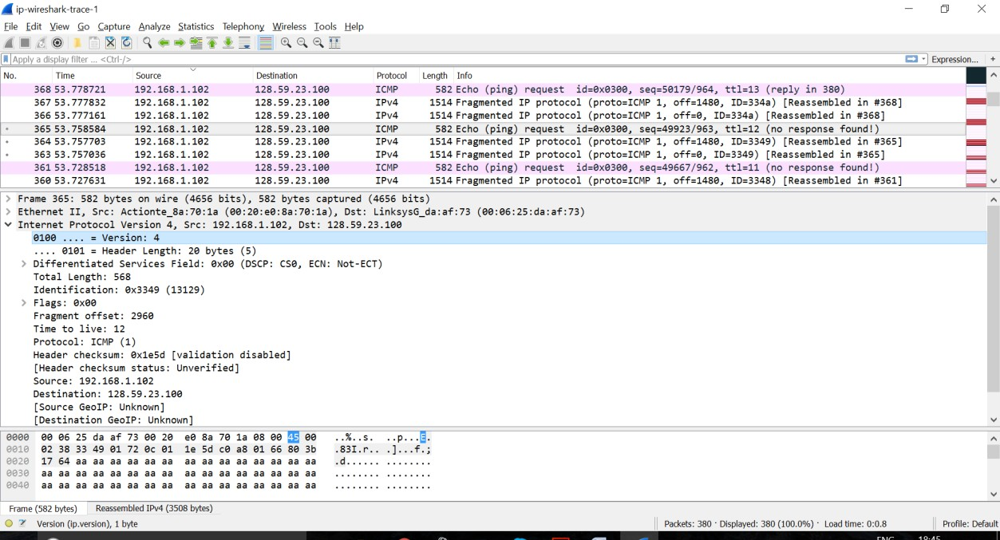 ip-wireshark-trace-1
File Edit View Go Capture Analyze Statistics Telephony Wireless Tools Help
Apply a display filter ... <Ctrl-/> Expression... +
No. Time Source Destination Protocol Length Info
368 53.778721 192.168.1.102 128.59.23.100 ICMP 582 Echo (ping) request id=0x0300, seq=50179/964, ttl=13 (reply in 380)
367 53.777832 192.168.1.102 128.59.23.100 IPv4 1514 Fragmented IP protocol (proto=ICMP 1, off=1480, ID=334a) [Reassembled in #368]
366 53.777161 192.168.1.102 128.59.23.100 IPv4 1514 Fragmented IP protocol (proto=ICMP 1, off=0, ID=334a) [Reassembled in #368]
365 53.758584 192.168.1.102 128.59.23.100 ICMP 582 Echo (ping) request id=0x0300, seq=49923/963, ttl=12 (no response found!)
364 53.757703 192.168.1.102 128.59.23.100 IPv4 1514 Fragmented IP protocol (proto=ICMP 1, off=1480, ID=3349) [Reassembled in #365]
363 53.757036 192.168.1.102 128.59.23.100 IPv4 1514 Fragmented IP protocol (proto=ICMP 1, off=0, ID=3349) [Reassembled in #365]
361 53.728518 192.168.1.102 128.59.23.100 ICMP 582 Echo (ping) request id=0x0300, seq=49667/962, ttl=11 (no response found!)
360 53.727631 192.168.1.102 128.59.23.100 IPv4 1514 Fragmented IP protocol (proto=ICMP 1, off=1480, ID=3348) [Reassembled in #361]
Frame 365: 582 bytes on wire (4656 bits), 582 bytes captured (4656 bits)
Ethernet II, Src: Actionte_8a:70:1a (00:20:e0:8a:70:1a), Dst: LinksysG_da:af:73 (00:06:25:da:af:73)
Internet Protocol Version 4, Src: 192.168.1.102, Dst: 128.59.23.100
0100 .... = Version: 4
.... 0101 = Header Length: 20 bytes (5)
Differentiated Services Field: 0x00 (DSCP: CS0, ECN: Not-ECT)
Total Length: 568
Identification: 0x3349 (13129)
Flags: 0x00
Fragment offset: 2960
Time to live: 12
Protocol: ICMP (1)
Header checksum: 0x1e5d [validation disabled]
[Header checksum status: Unverified]
Source: 192.168.1.102
Destination: 128.59.23.100
[Source GeoIP: Unknown]
[Destination GeoIP: Unknown]
0000 00 06 25 da af 73 00 20 e0 8a 70 1a 08 00 45 00 ..%..s. ..p...E.
0010 02 38 33 49 01 72 0c 01 1e 5d c0 a8 01 66 80 3b .83I.r.. .]...f.;
0020 17 64 aa aa aa aa aa aa aa aa aa aa aa aa aa aa .d...... ........
0030 aa aa aa aa aa aa aa aa aa aa aa aa aa aa aa aa ........ ........
0040 aa aa aa aa aa aa aa aa aa aa aa aa aa aa aa aa ........ ........
Frame (582 bytes) Reassembled IPv4 (3508 bytes)
Version (ip.version), 1 byte Packets: 380 · Displayed: 380 (100.0%) · Load time: 0:0.8 Profile: Default
ENG 18:45